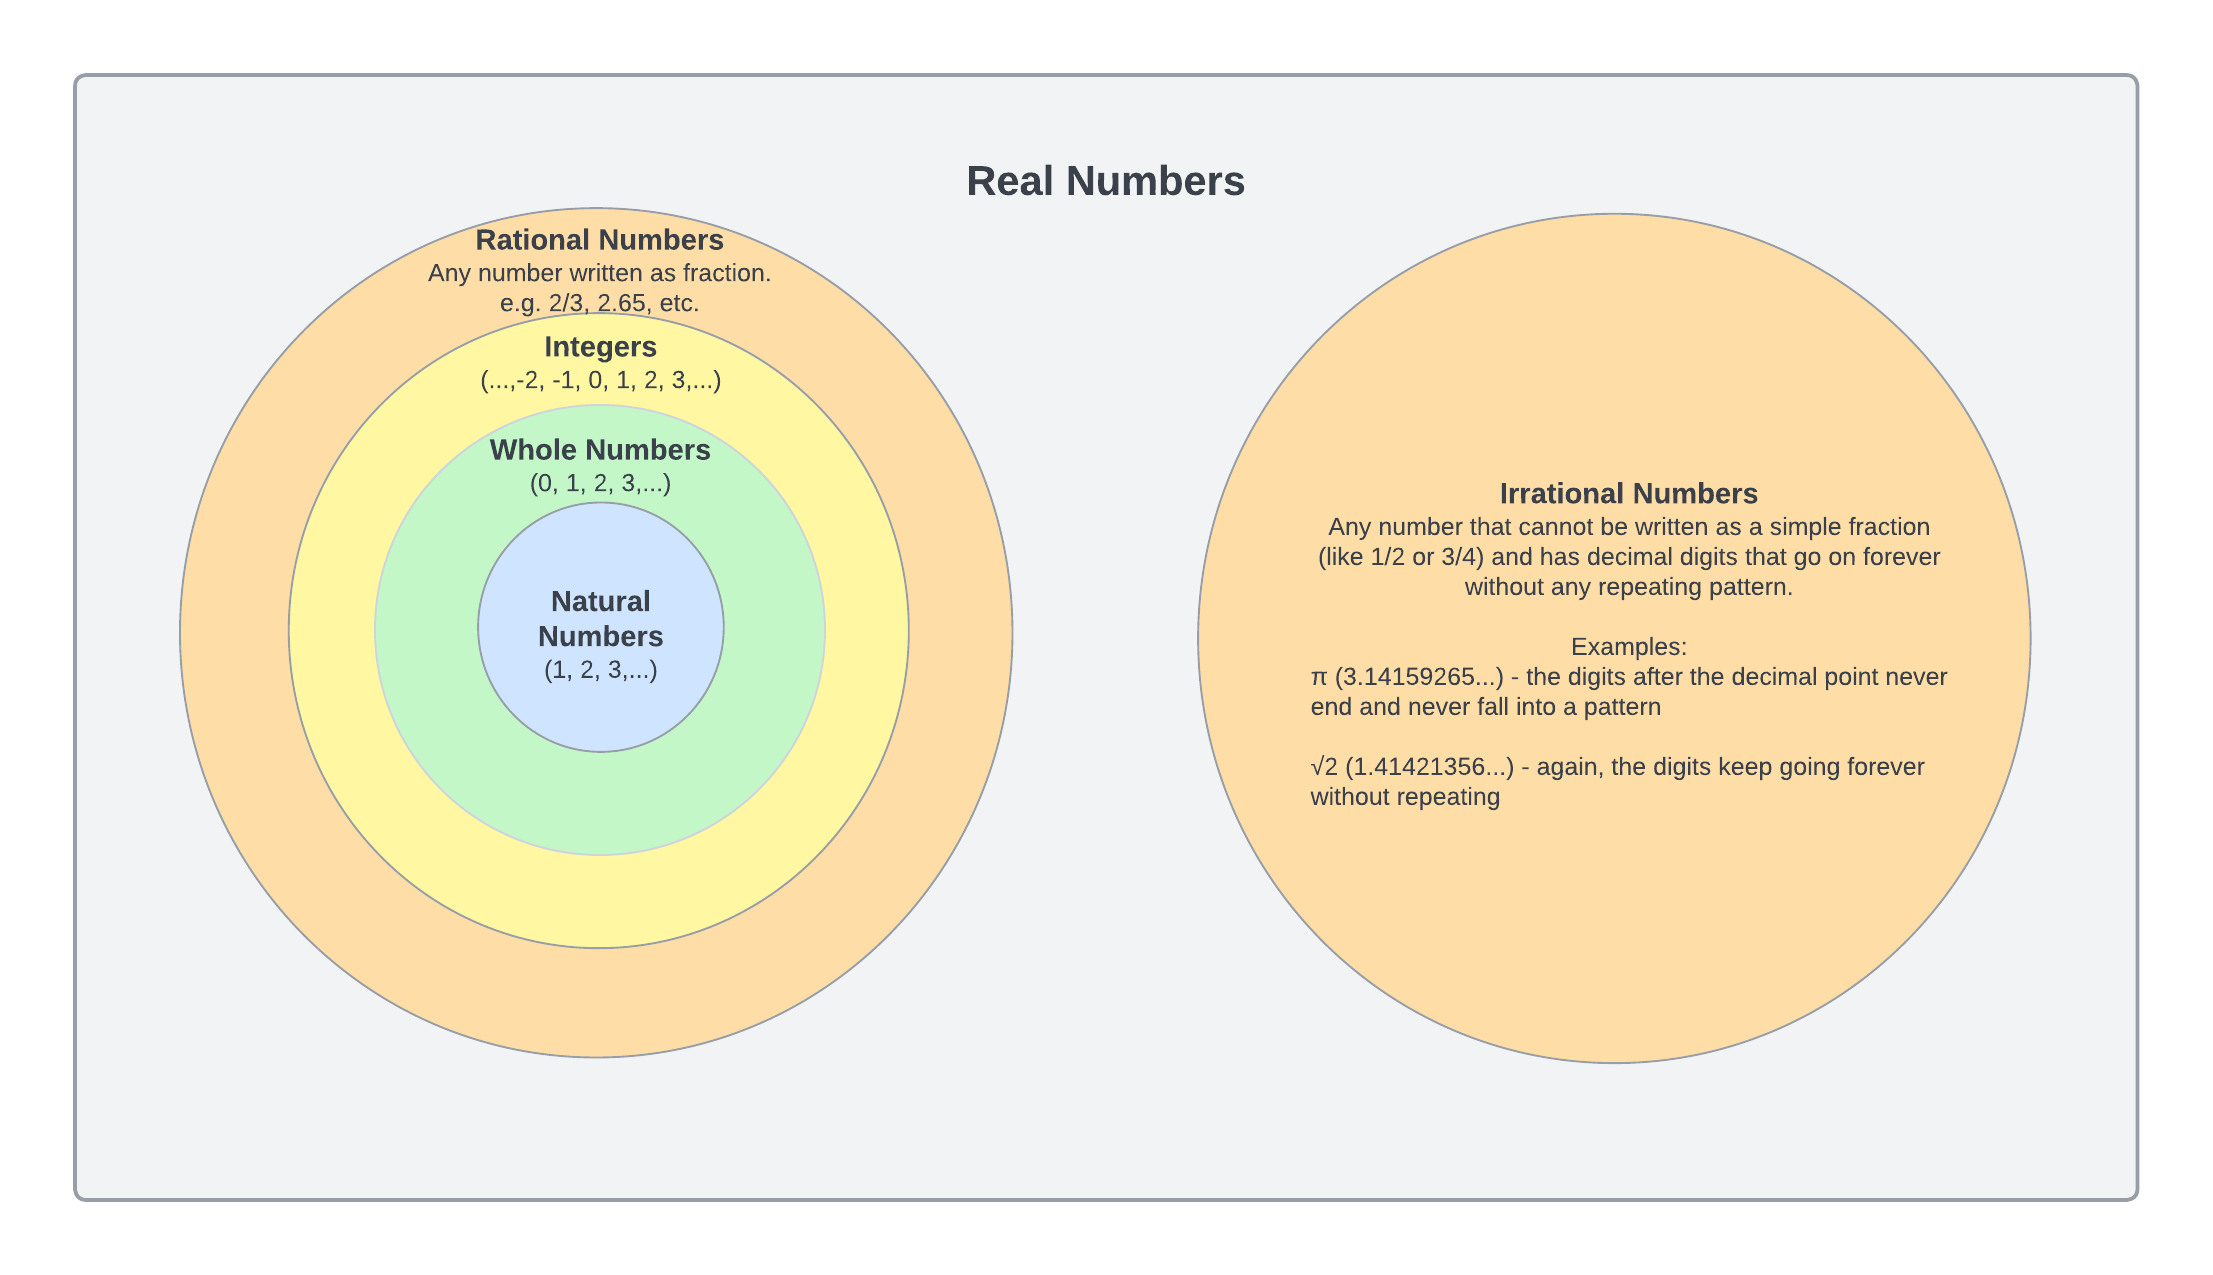 Real Numbers
Rational Numbers
Any number written as fraction.
e.g. 2/3, 2.65, etc.
Integers
(...,-2, -1, 0, 1, 2, 3,...)
Whole Numbers
(0, 1, 2, 3,...)
Natural
Numbers
(1, 2, 3,...)
Irrational Numbers
Any number that cannot be written as a simple fraction
(like 1/2 or 3/4) and has decimal digits that go on forever
without any repeating pattern.
Examples:
π (3.14159265...) - the digits after the decimal point never
end and never fall into a pattern
√2 (1.41421356...) - again, the digits keep going forever
without repeating